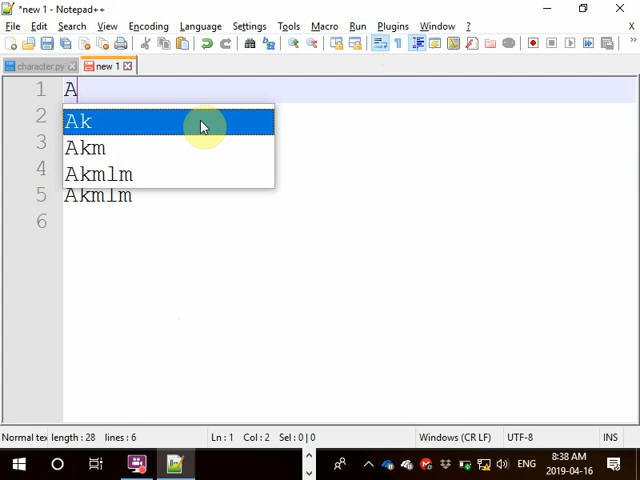 *new 1 - Notepad++
File Edit Search View Encoding Language Settings Tools Macro Run Plugins Window ?
X
character.py new 1
1 A
2
3
4
5 Akmlm
6
Ak
Akm
Akmlm
Normal tex length : 28 lines : 6 Ln : 1 Col : 2 Sel : 0 | 0 Windows (CR LF) UTF-8 INS
ENG
8:38 AM
2019-04-16